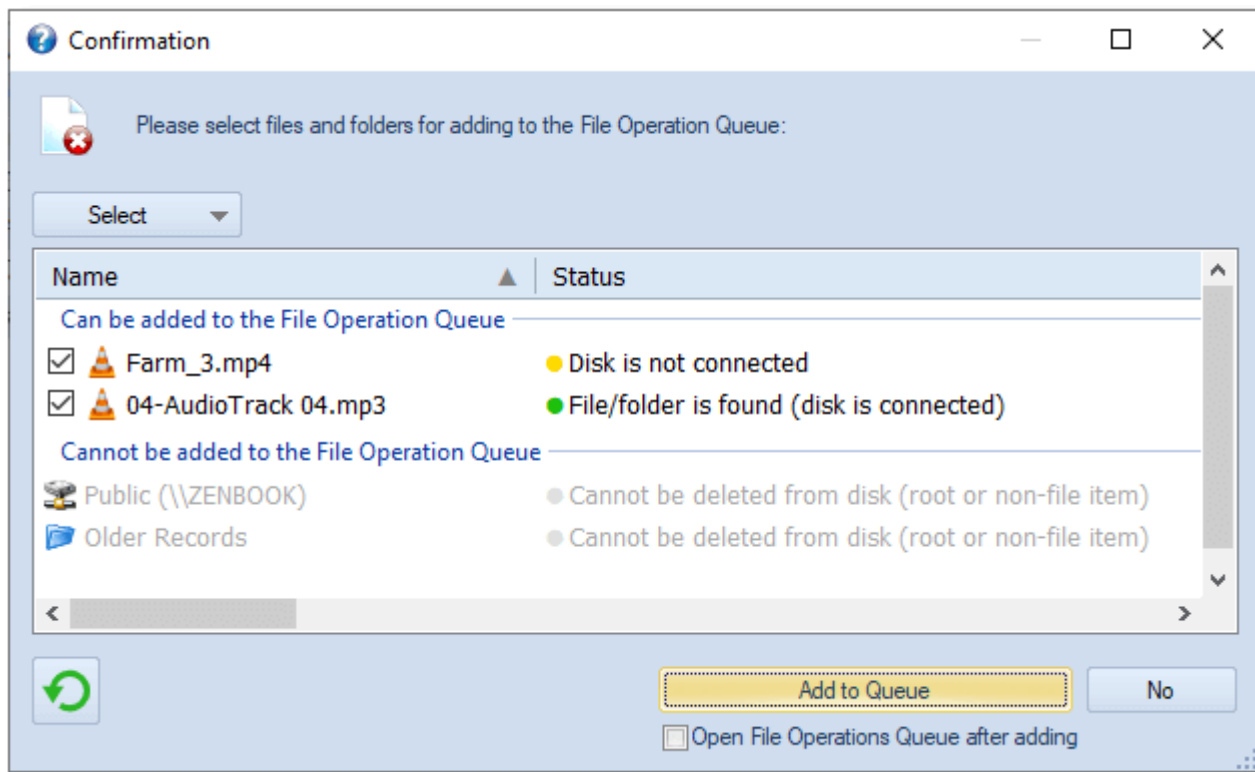 Confirmation
Please select files and folders for adding to the File Operation Queue:
Select
Name Status
Can be added to the File Operation Queue
Farm_3.mp4 Disk is not connected
04-AudioTrack 04.mp3 File/folder is found (disk is connected)
Cannot be added to the File Operation Queue
Public (\\ZENBOOK) Cannot be deleted from disk (root or non-file item)
Older Records Cannot be deleted from disk (root or non-file item)
Add to Queue No
Open File Operations Queue after adding